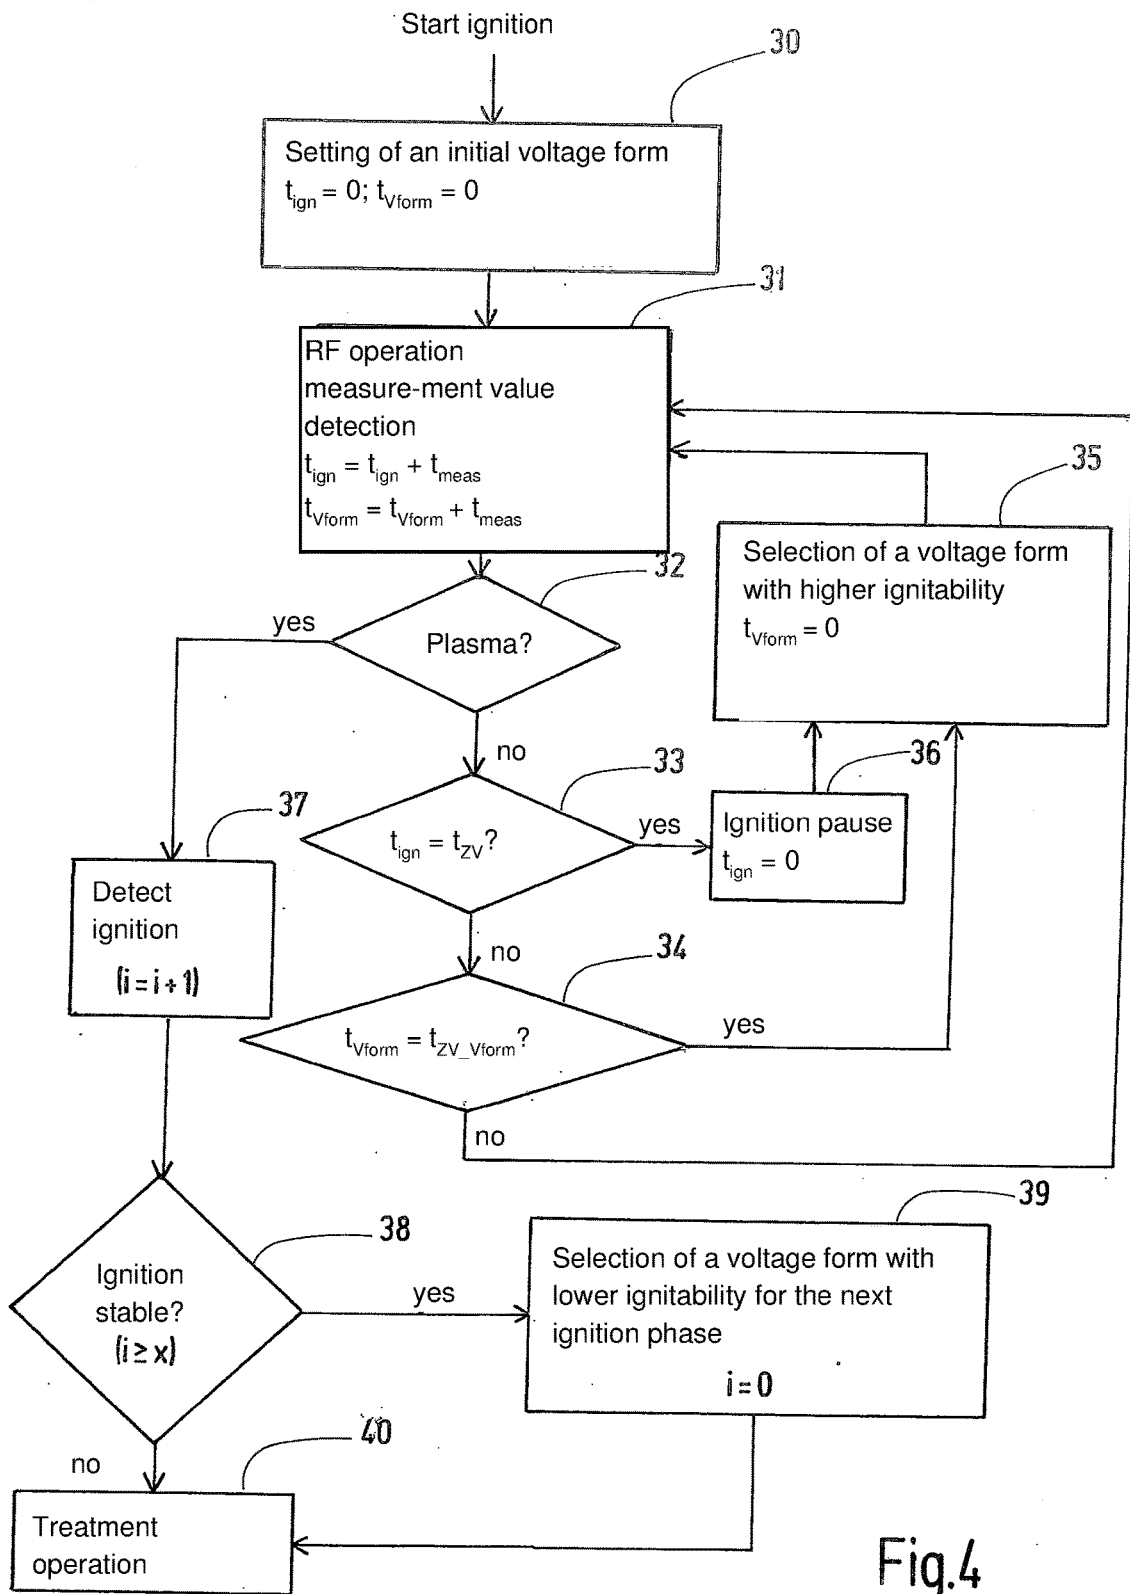 Start ignition
30
Setting of an initial voltage form
t_ign = 0; t_Vform = 0
31
RF operation
measure-ment value
detection
t_ign = t_ign + t_meas
t_Vform = t_Vform + t_meas
35
Selection of a voltage form
with higher ignitability
t_Vform = 0
32
yes
Plasma?
no
33
36
t_ign = t_ZV?
yes
Ignition pause
t_ign = 0
37
Detect
ignition
(i = i + 1)
no
34
t_Vform = t_ZV_Vform?
yes
no
38
Ignition
stable?
(i ≥ x)
yes
39
Selection of a voltage form with
lower ignitability for the next
ignition phase
i = 0
no
40
Treatment
operation
Fig.4